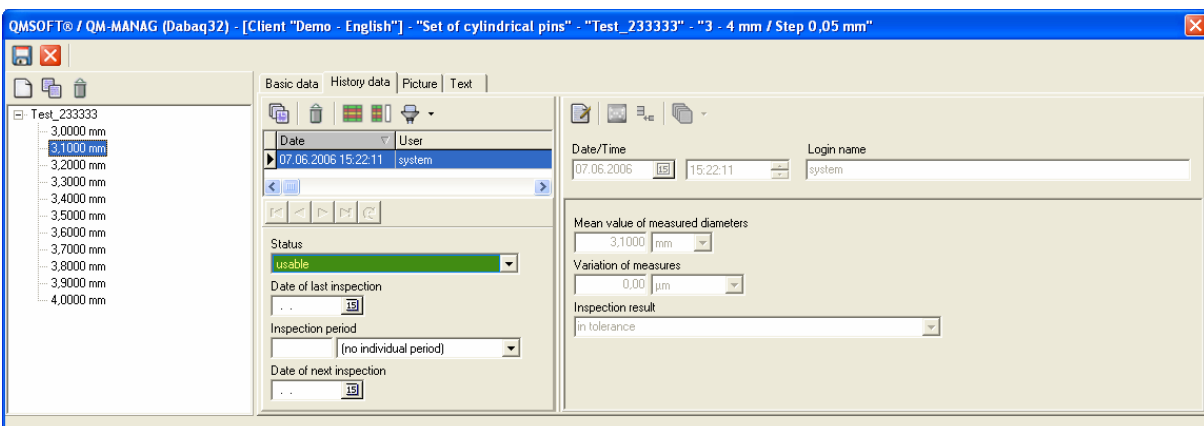 QMSOFT® / QM-MANAG (Dabaq32) - [Client "Demo - English"] - "Set of cylindrical pins" - "Test_233333" - "3 - 4 mm / Step 0,05 mm"
Test_233333
3,0000 mm
3,1000 mm
3,2000 mm
3,3000 mm
3,4000 mm
3,5000 mm
3,6000 mm
3,7000 mm
3,8000 mm
3,9000 mm
4,0000 mm
Basic data History data Picture Text
Date User
07.06.2006 15:22:11 system
Status
usable
Date of last inspection
. . 15
Inspection period
(no individual period)
Date of next inspection
. . 15
Date/Time Login name
07.06.2006 15 15:22:11 system
Mean value of measured diameters
3,1000 mm
Variation of measures
0,00 µm
Inspection result
in tolerance